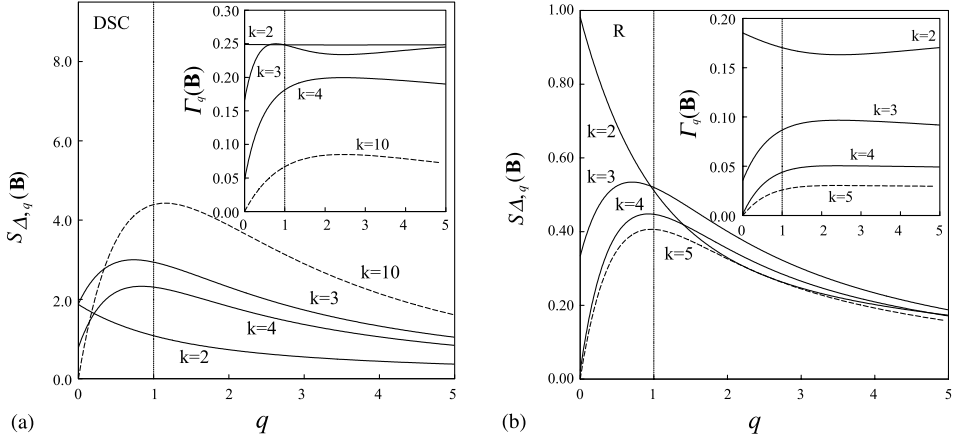 DSC
8.0
6.0
4.0
2.0
0.0
S Δ,q (B)
0 1 2 3 4 5
q
(a)
k=10
k=3
k=4
k=2
0.30
0.25
0.20
0.15
0.10
0.05
0.00
Γq(B)
0 1 2 3 4 5
k=2
k=3
k=4
k=10
R
1.00
0.80
0.60
0.40
0.20
0.00
S Δ,q (B)
0 1 2 3 4 5
q
(b)
k=2
k=3
k=4
k=5
0.20
0.15
0.10
0.05
0.00
Γq(B)
0 1 2 3 4 5
k=2
k=3
k=4
k=5